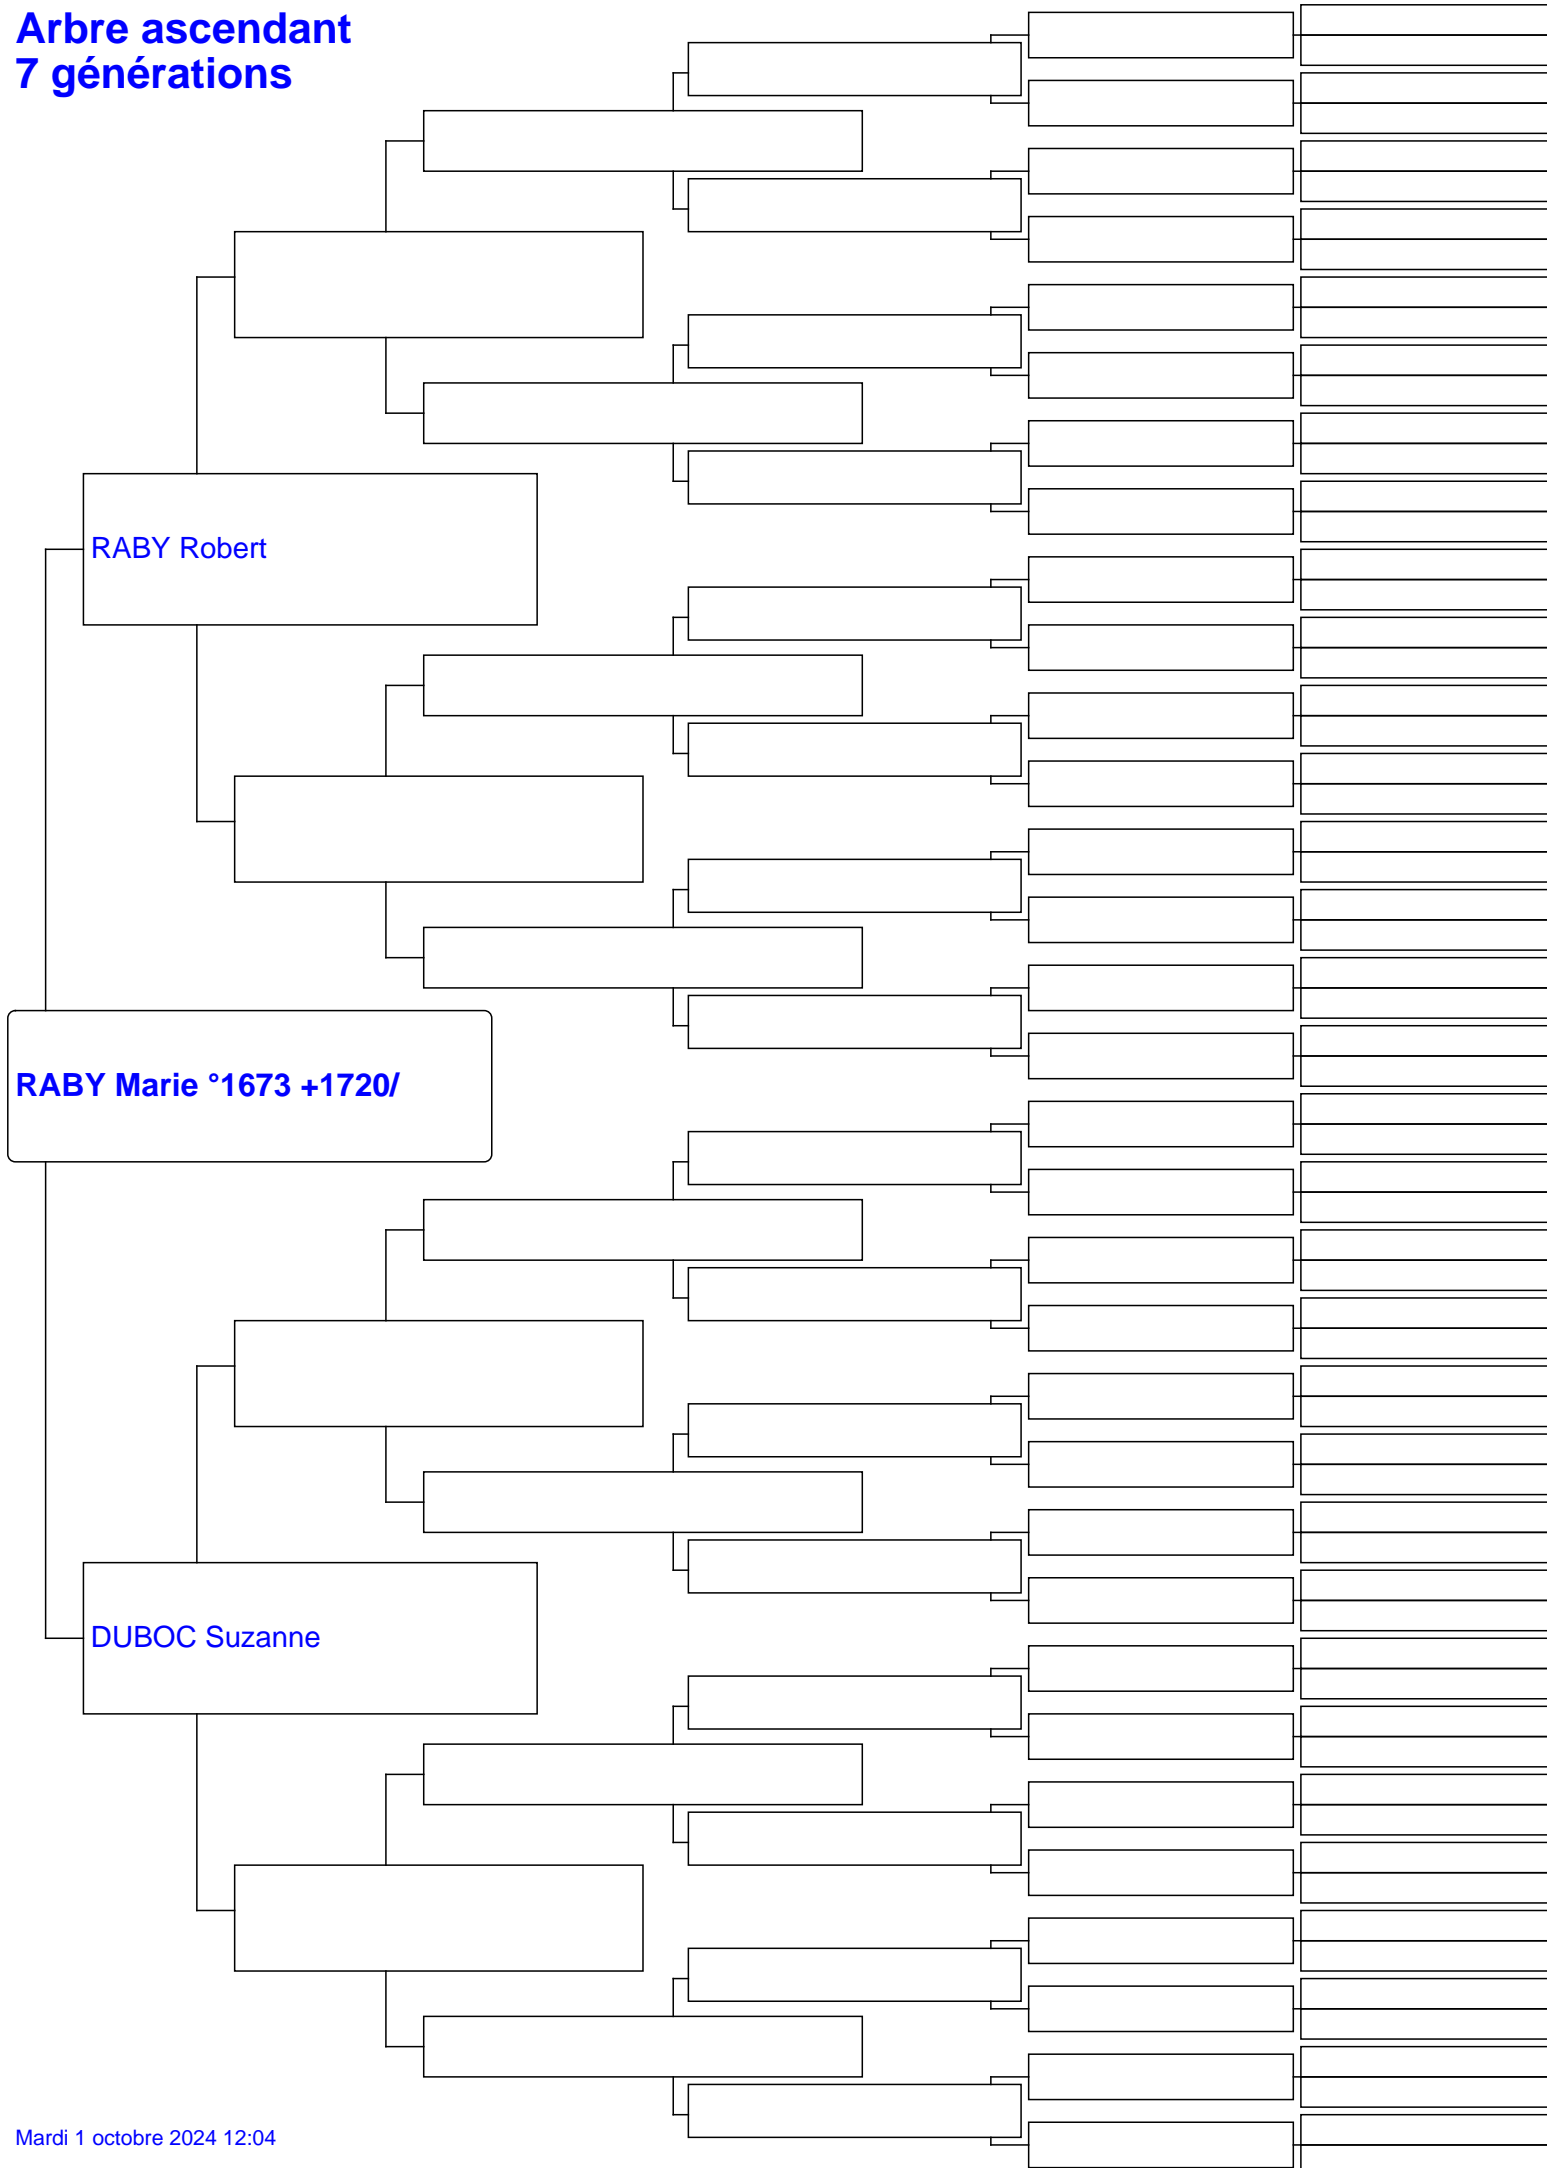 Arbre ascendant
7 générations
RABY Robert
RABY Marie °1673 +1720/
DUBOC Suzanne
Mardi 1 octobre 2024 12:04